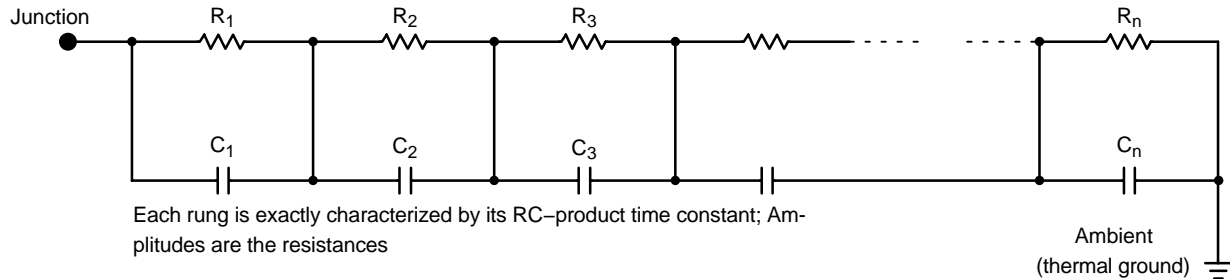 Junction
R1
R2
R3
Rn
C1
C2
C3
Cn
Each rung is exactly characterized by its RC−product time constant; Am-
plitudes are the resistances
Ambient
(thermal ground)